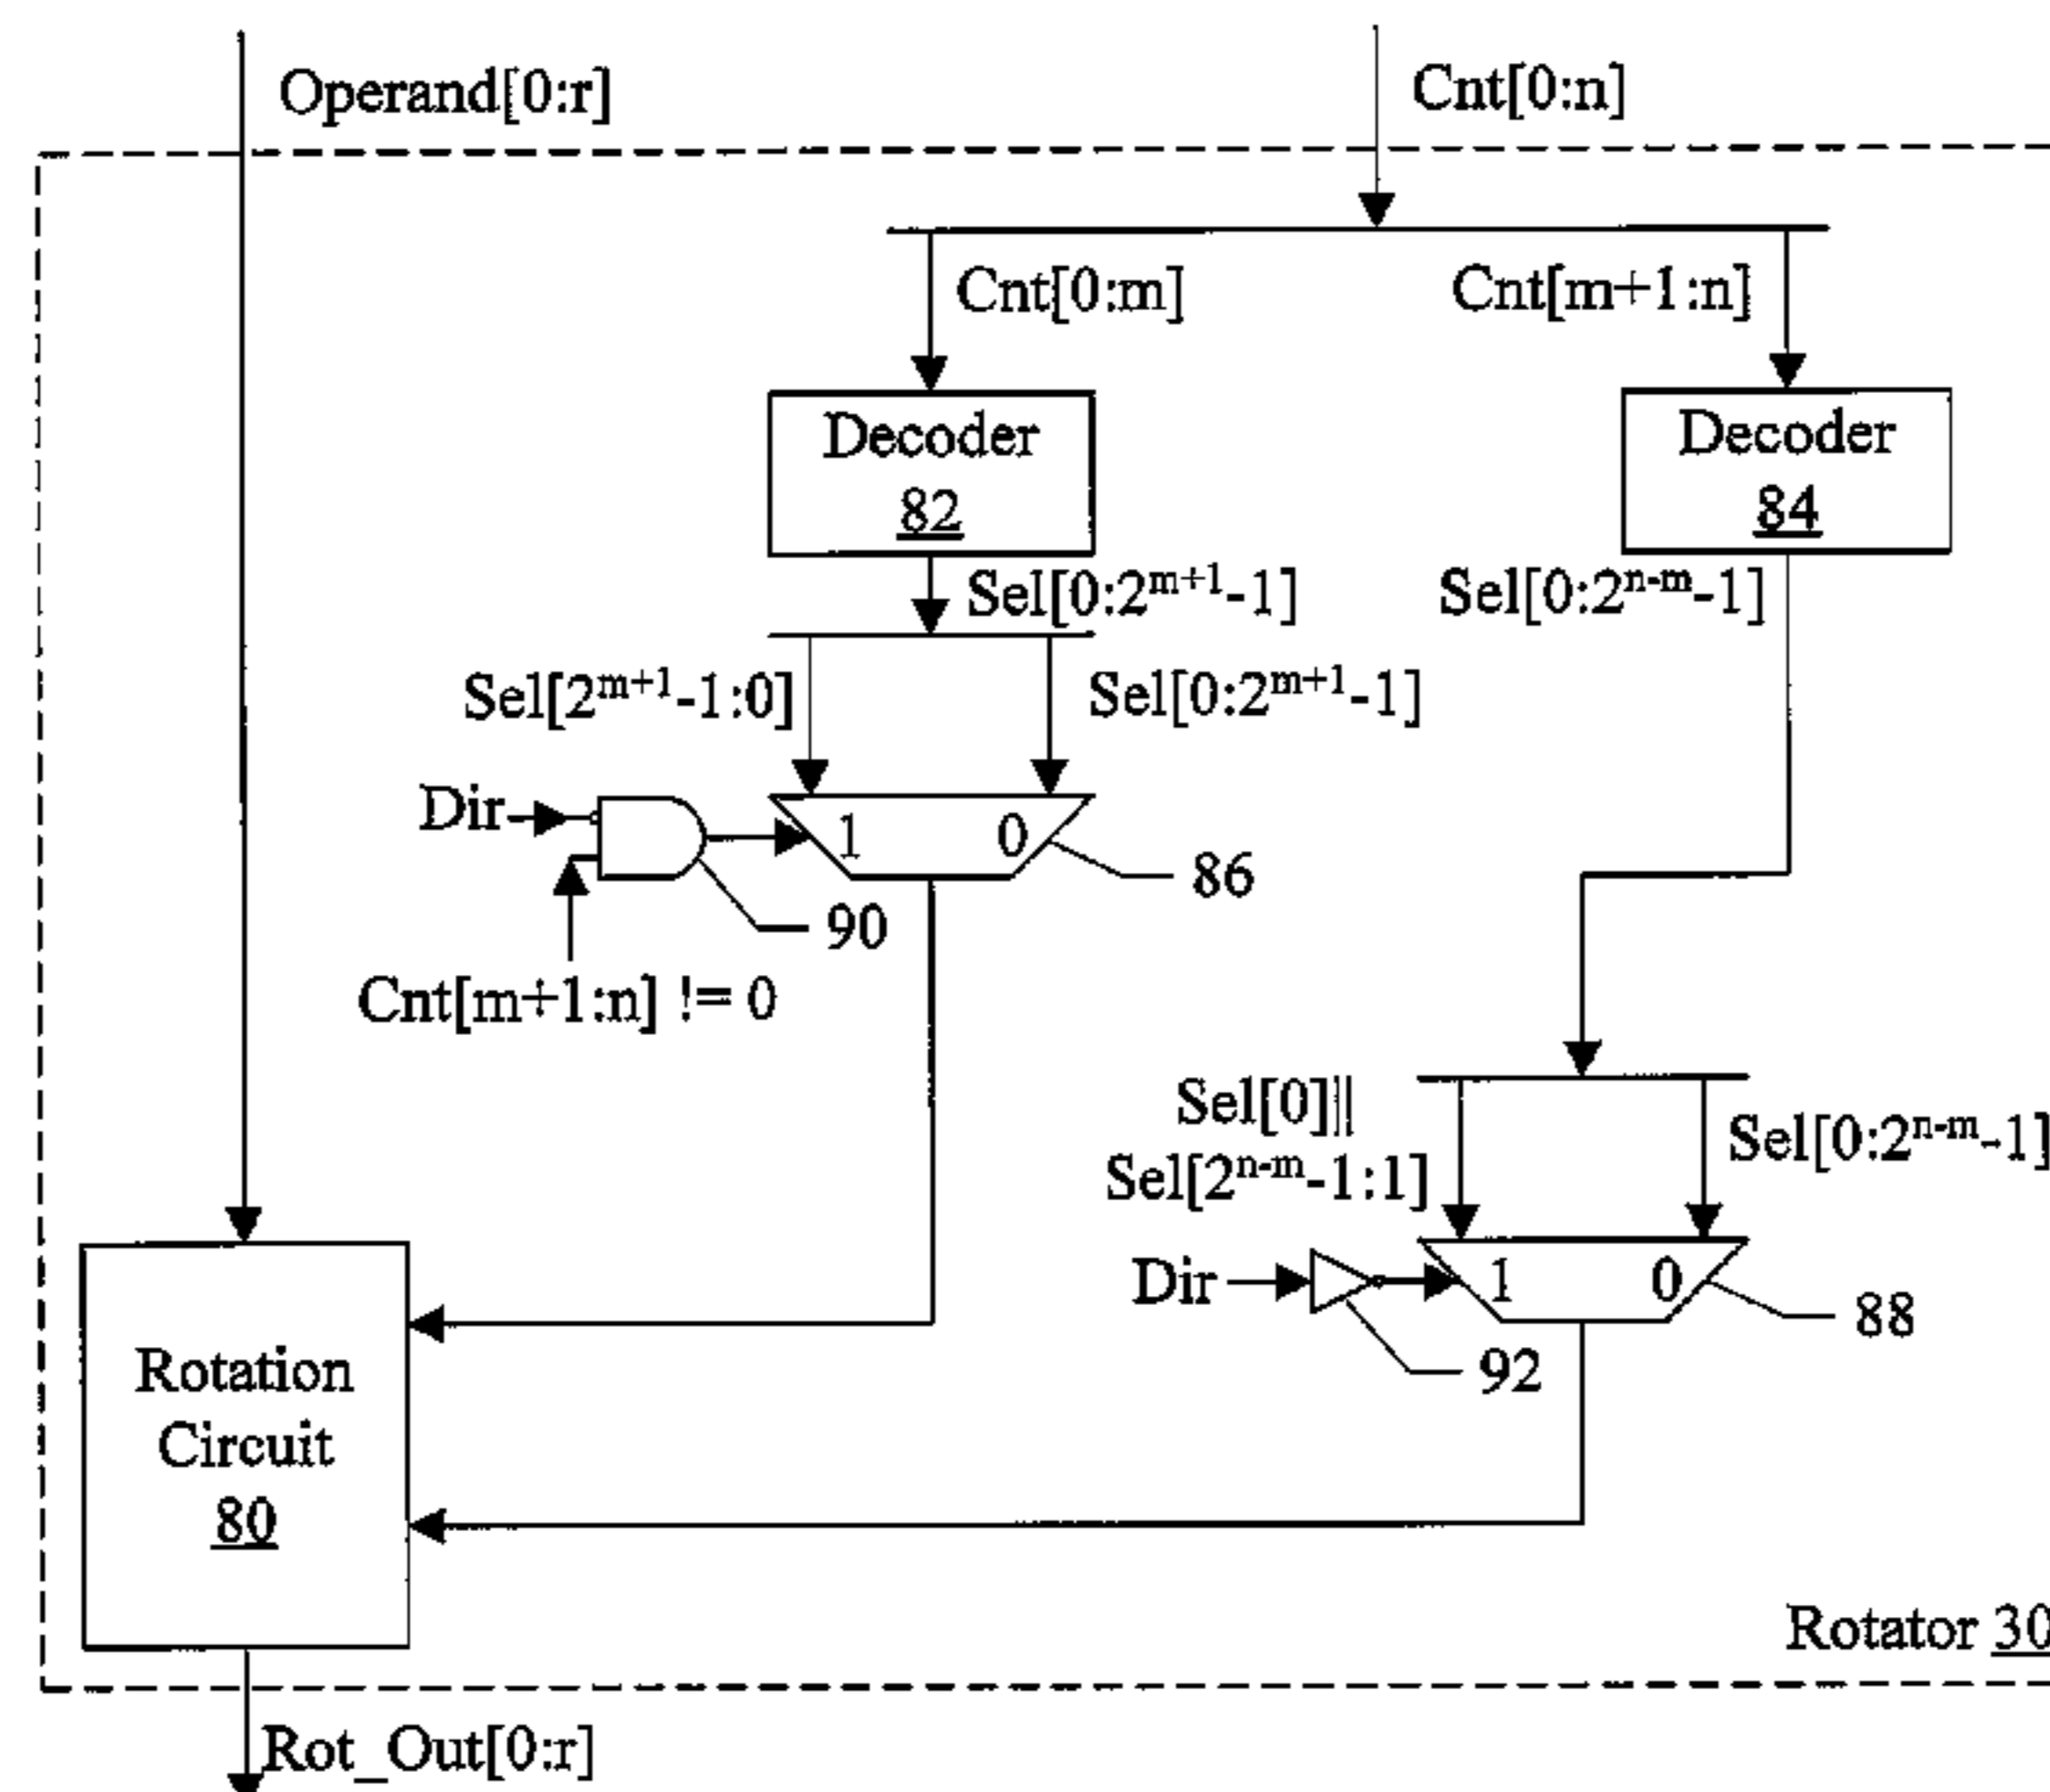 Operand[0:r]
Cnt[0:n]
Cnt[0:m]
Cnt[m+1:n]
Decoder
82
Decoder
84
Sel[0:2^m+1-1]
Sel[0:2^n-m-1]
Sel[2^m+1-1:0]
Sel[0:2^m+1-1]
Dir
1
0
86
90
Cnt[m+1:n] != 0
Sel[0]||
Sel[2^n-m-1:1]
Sel[0:2^n-m-1]
Dir
1
0
88
92
Rotation
Circuit
80
Rotator 30
Rot_Out[0:r]